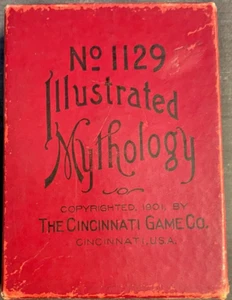 No 1129
Illustrated
Mythology
COPYRIGHTED, 1901, BY
THE CINCINNATI GAME CO.
CINCINNATI, U.S.A.